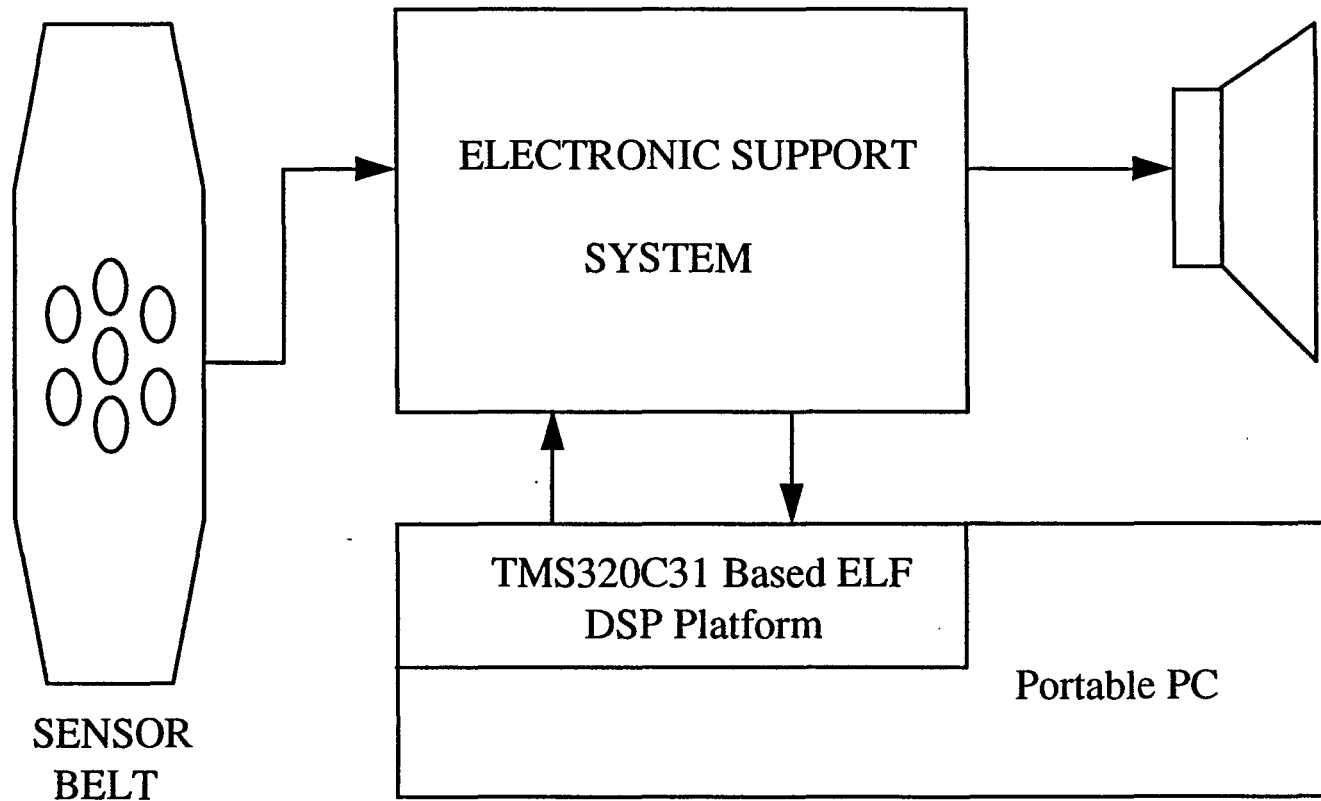 ELECTRONIC SUPPORT
SYSTEM
TMS320C31 Based ELF
DSP Platform
Portable PC
SENSOR
BELT